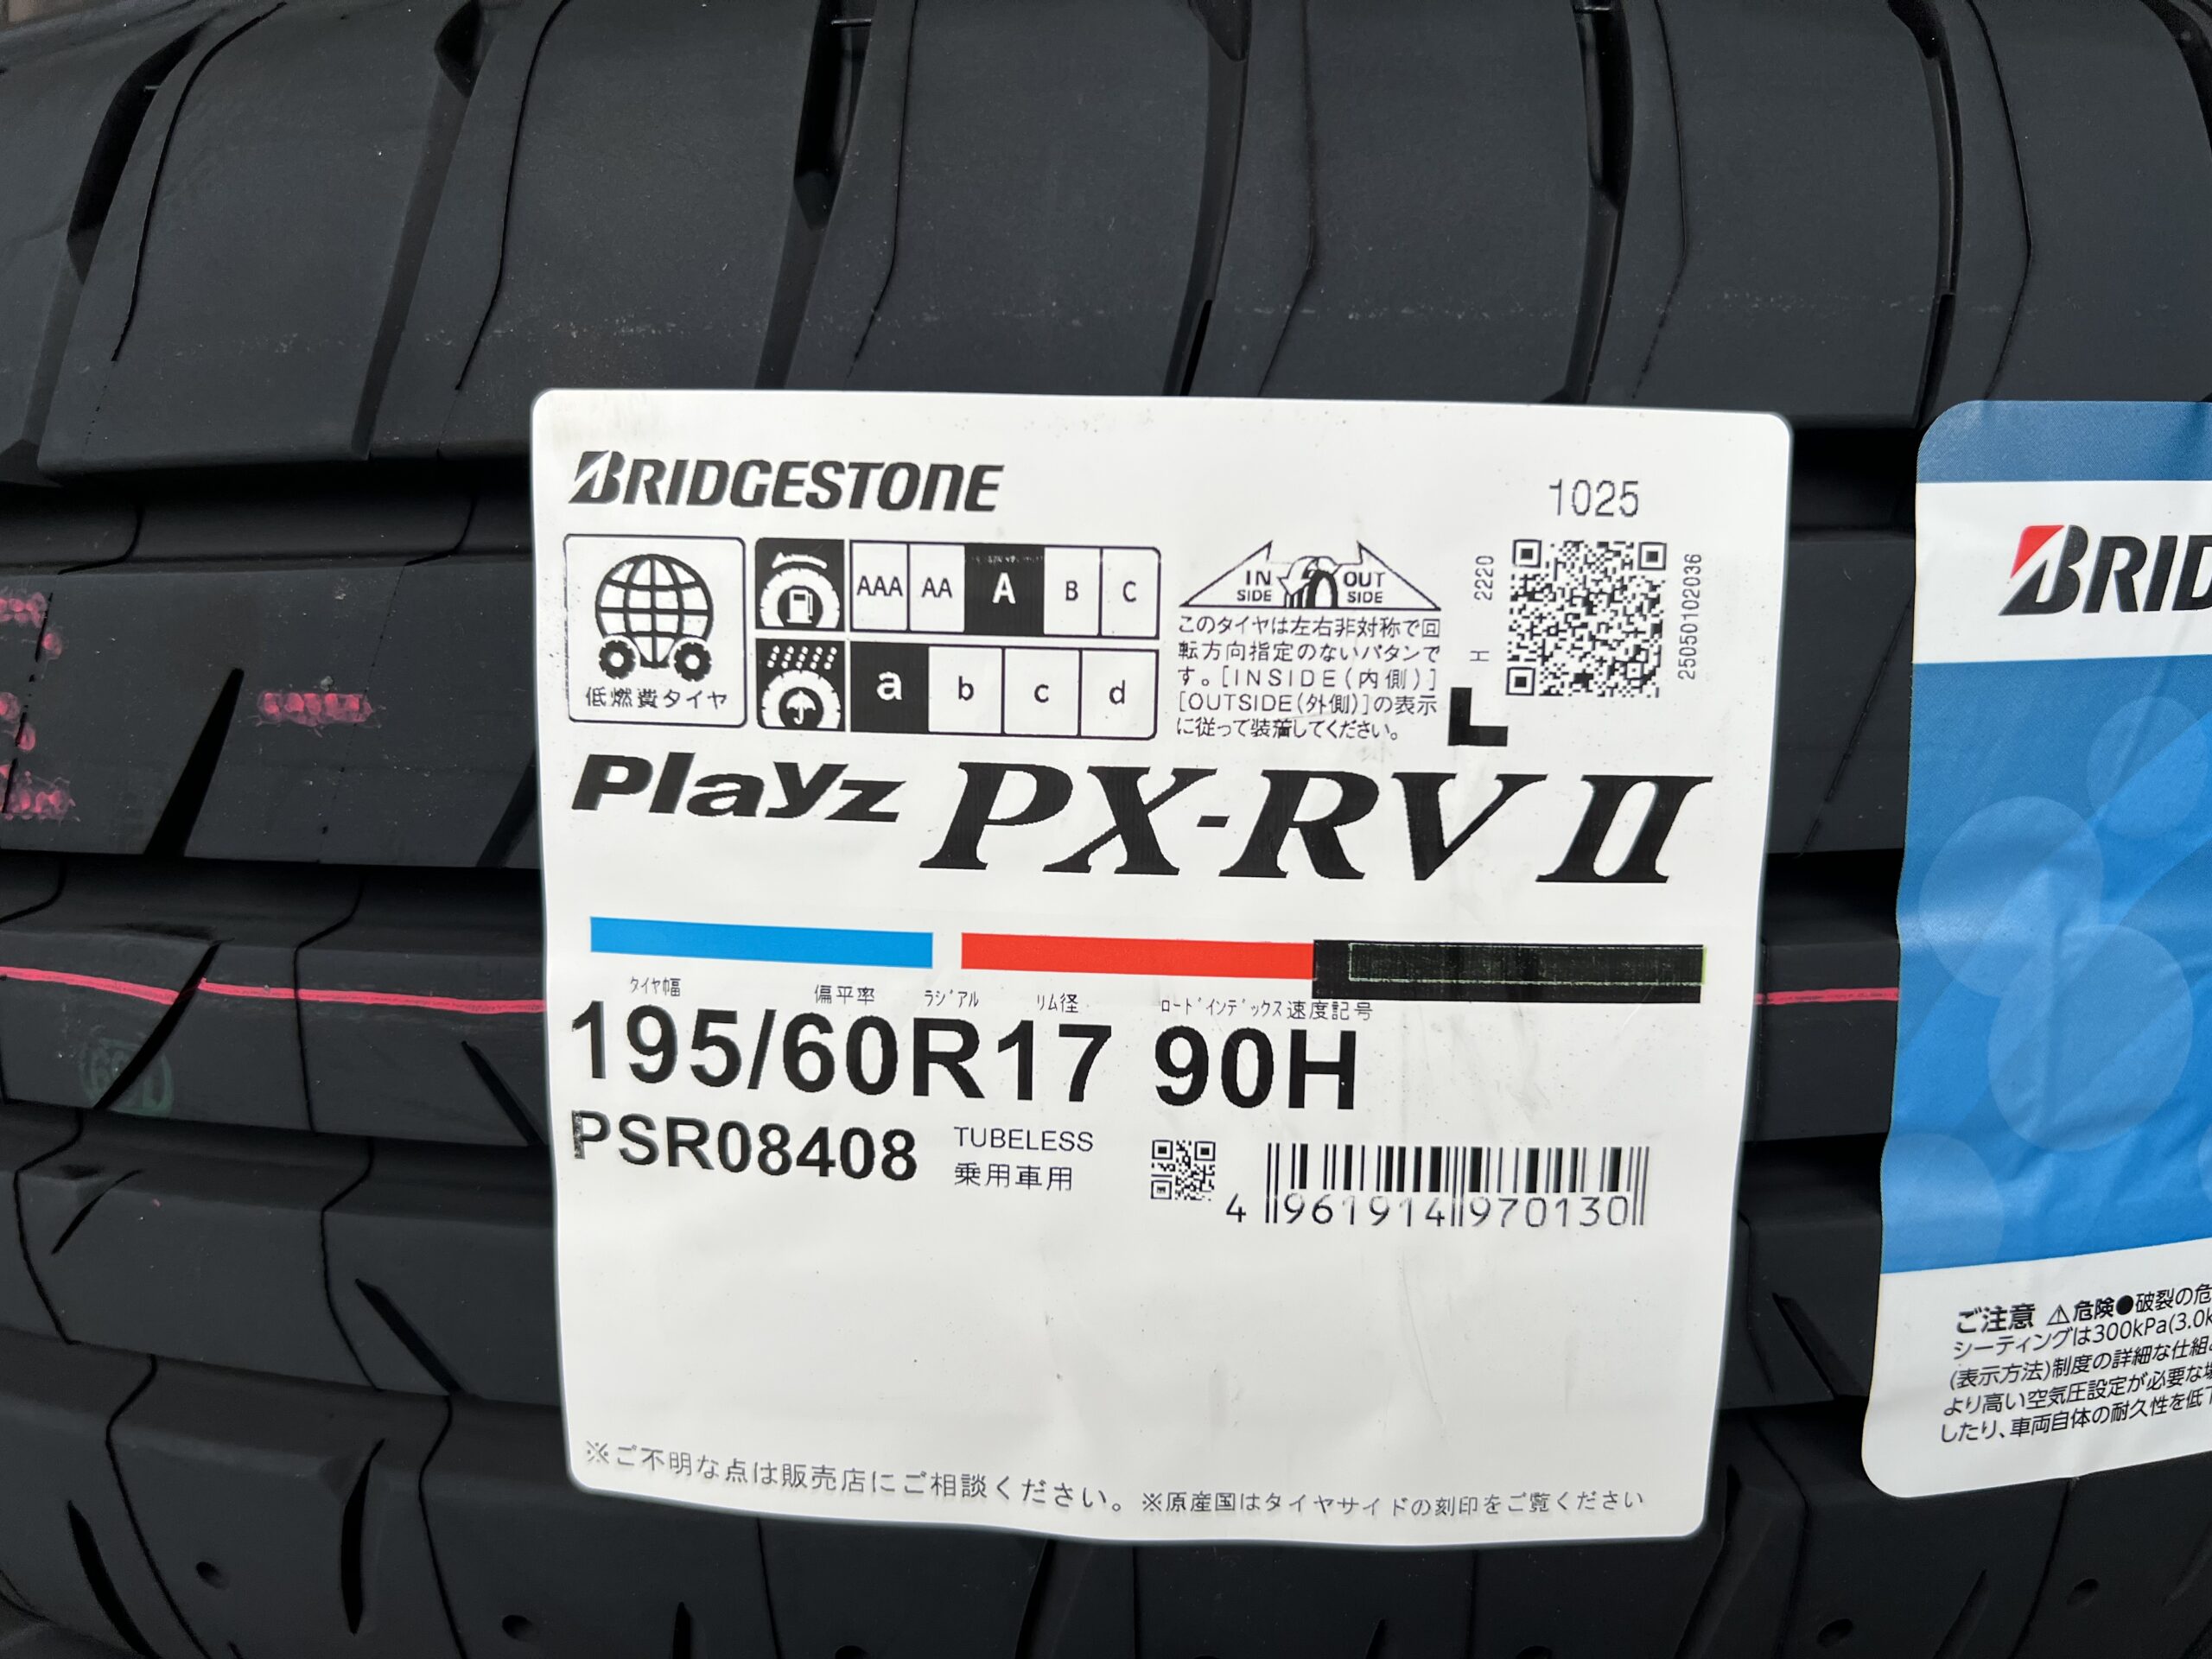 BRIDGESTONE
1025
低燃費タイヤ
AAA AA A B C
a b c d
IN SIDE OUT SIDE
このタイヤは左右非対称で回
転方向指定のないパタンで
す。[INSIDE(内側)]
[OUTSIDE(外側)]の表示
に従って装着してください。
H 2220
25050102036
L
Playz PX-RV II
タイヤ幅 偏平率 ラジアル リム径 ロードインデックス 速度記号
195/60R17 90H
PSR08408
TUBELESS
乗用車用
4 961914 970130
※ご不明な点は販売店にご相談ください。※原産国はタイヤサイドの刻印をご覧ください
BRID
ご注意 ⚠危険●破裂の危
シーティングは300kPa(3.0k
(表示方法)制度の詳細な仕組
より高い空気圧設定が必要な場
したり、車両自体の耐久性を低下